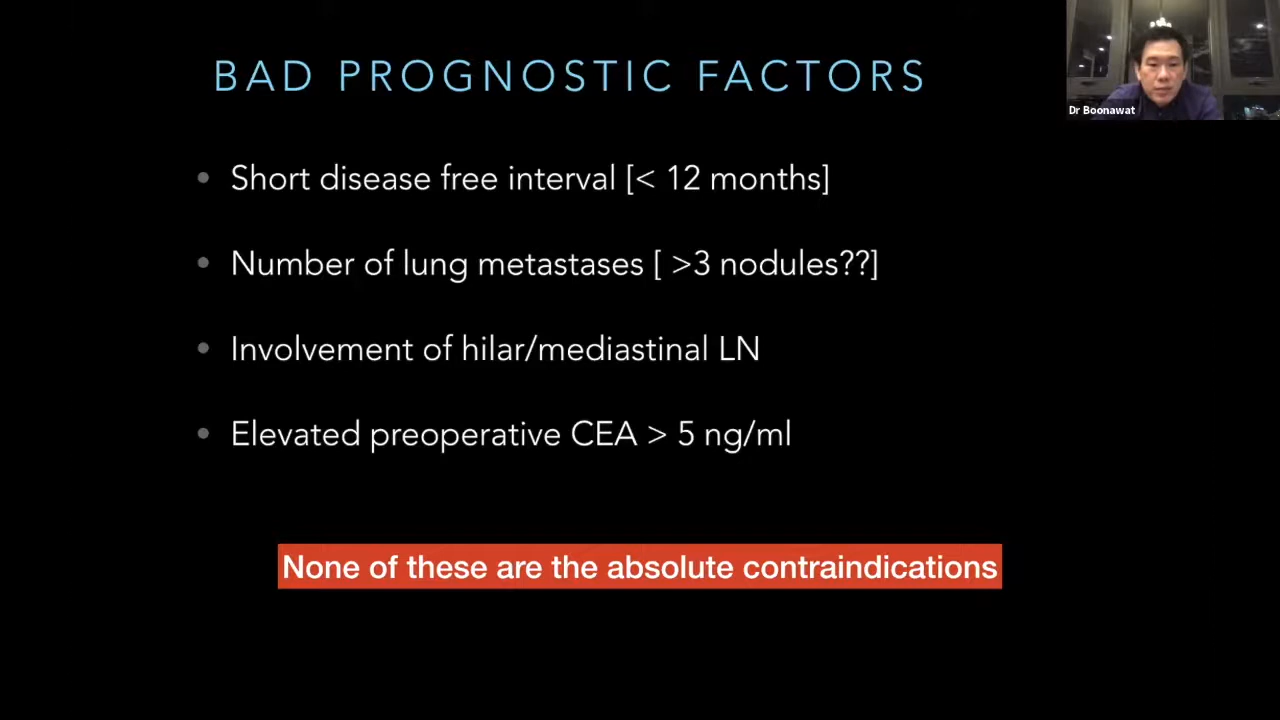 BAD PROGNOSTIC FACTORS
Dr Boonawat
• Short disease free interval [< 12 months]
• Number of lung metastases [ >3 nodules??]
• Involvement of hilar/mediastinal LN
• Elevated preoperative CEA > 5 ng/ml
None of these are the absolute contraindications